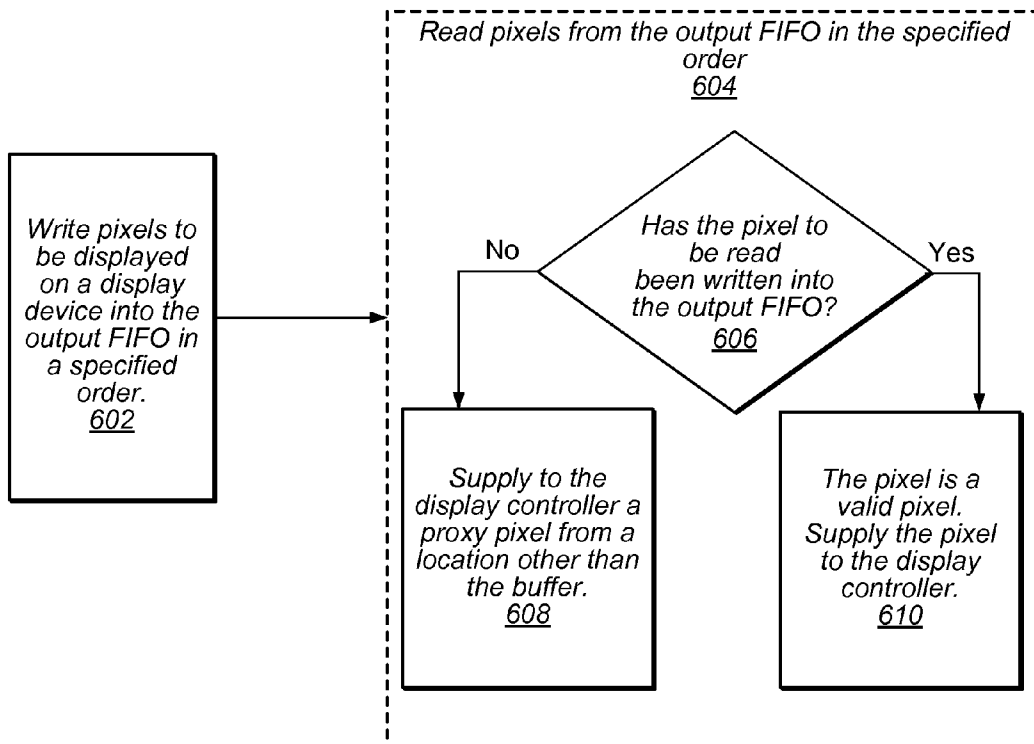 Read pixels from the output FIFO in the specified
order
604
Write pixels to
be displayed
on a display
device into the
output FIFO in
a specified
order.
602
Has the pixel to
be read
been written into
the output FIFO?
606
No
Yes
Supply to the
display controller a
proxy pixel from a
location other than
the buffer.
608
The pixel is a
valid pixel.
Supply the pixel
to the display
controller.
610